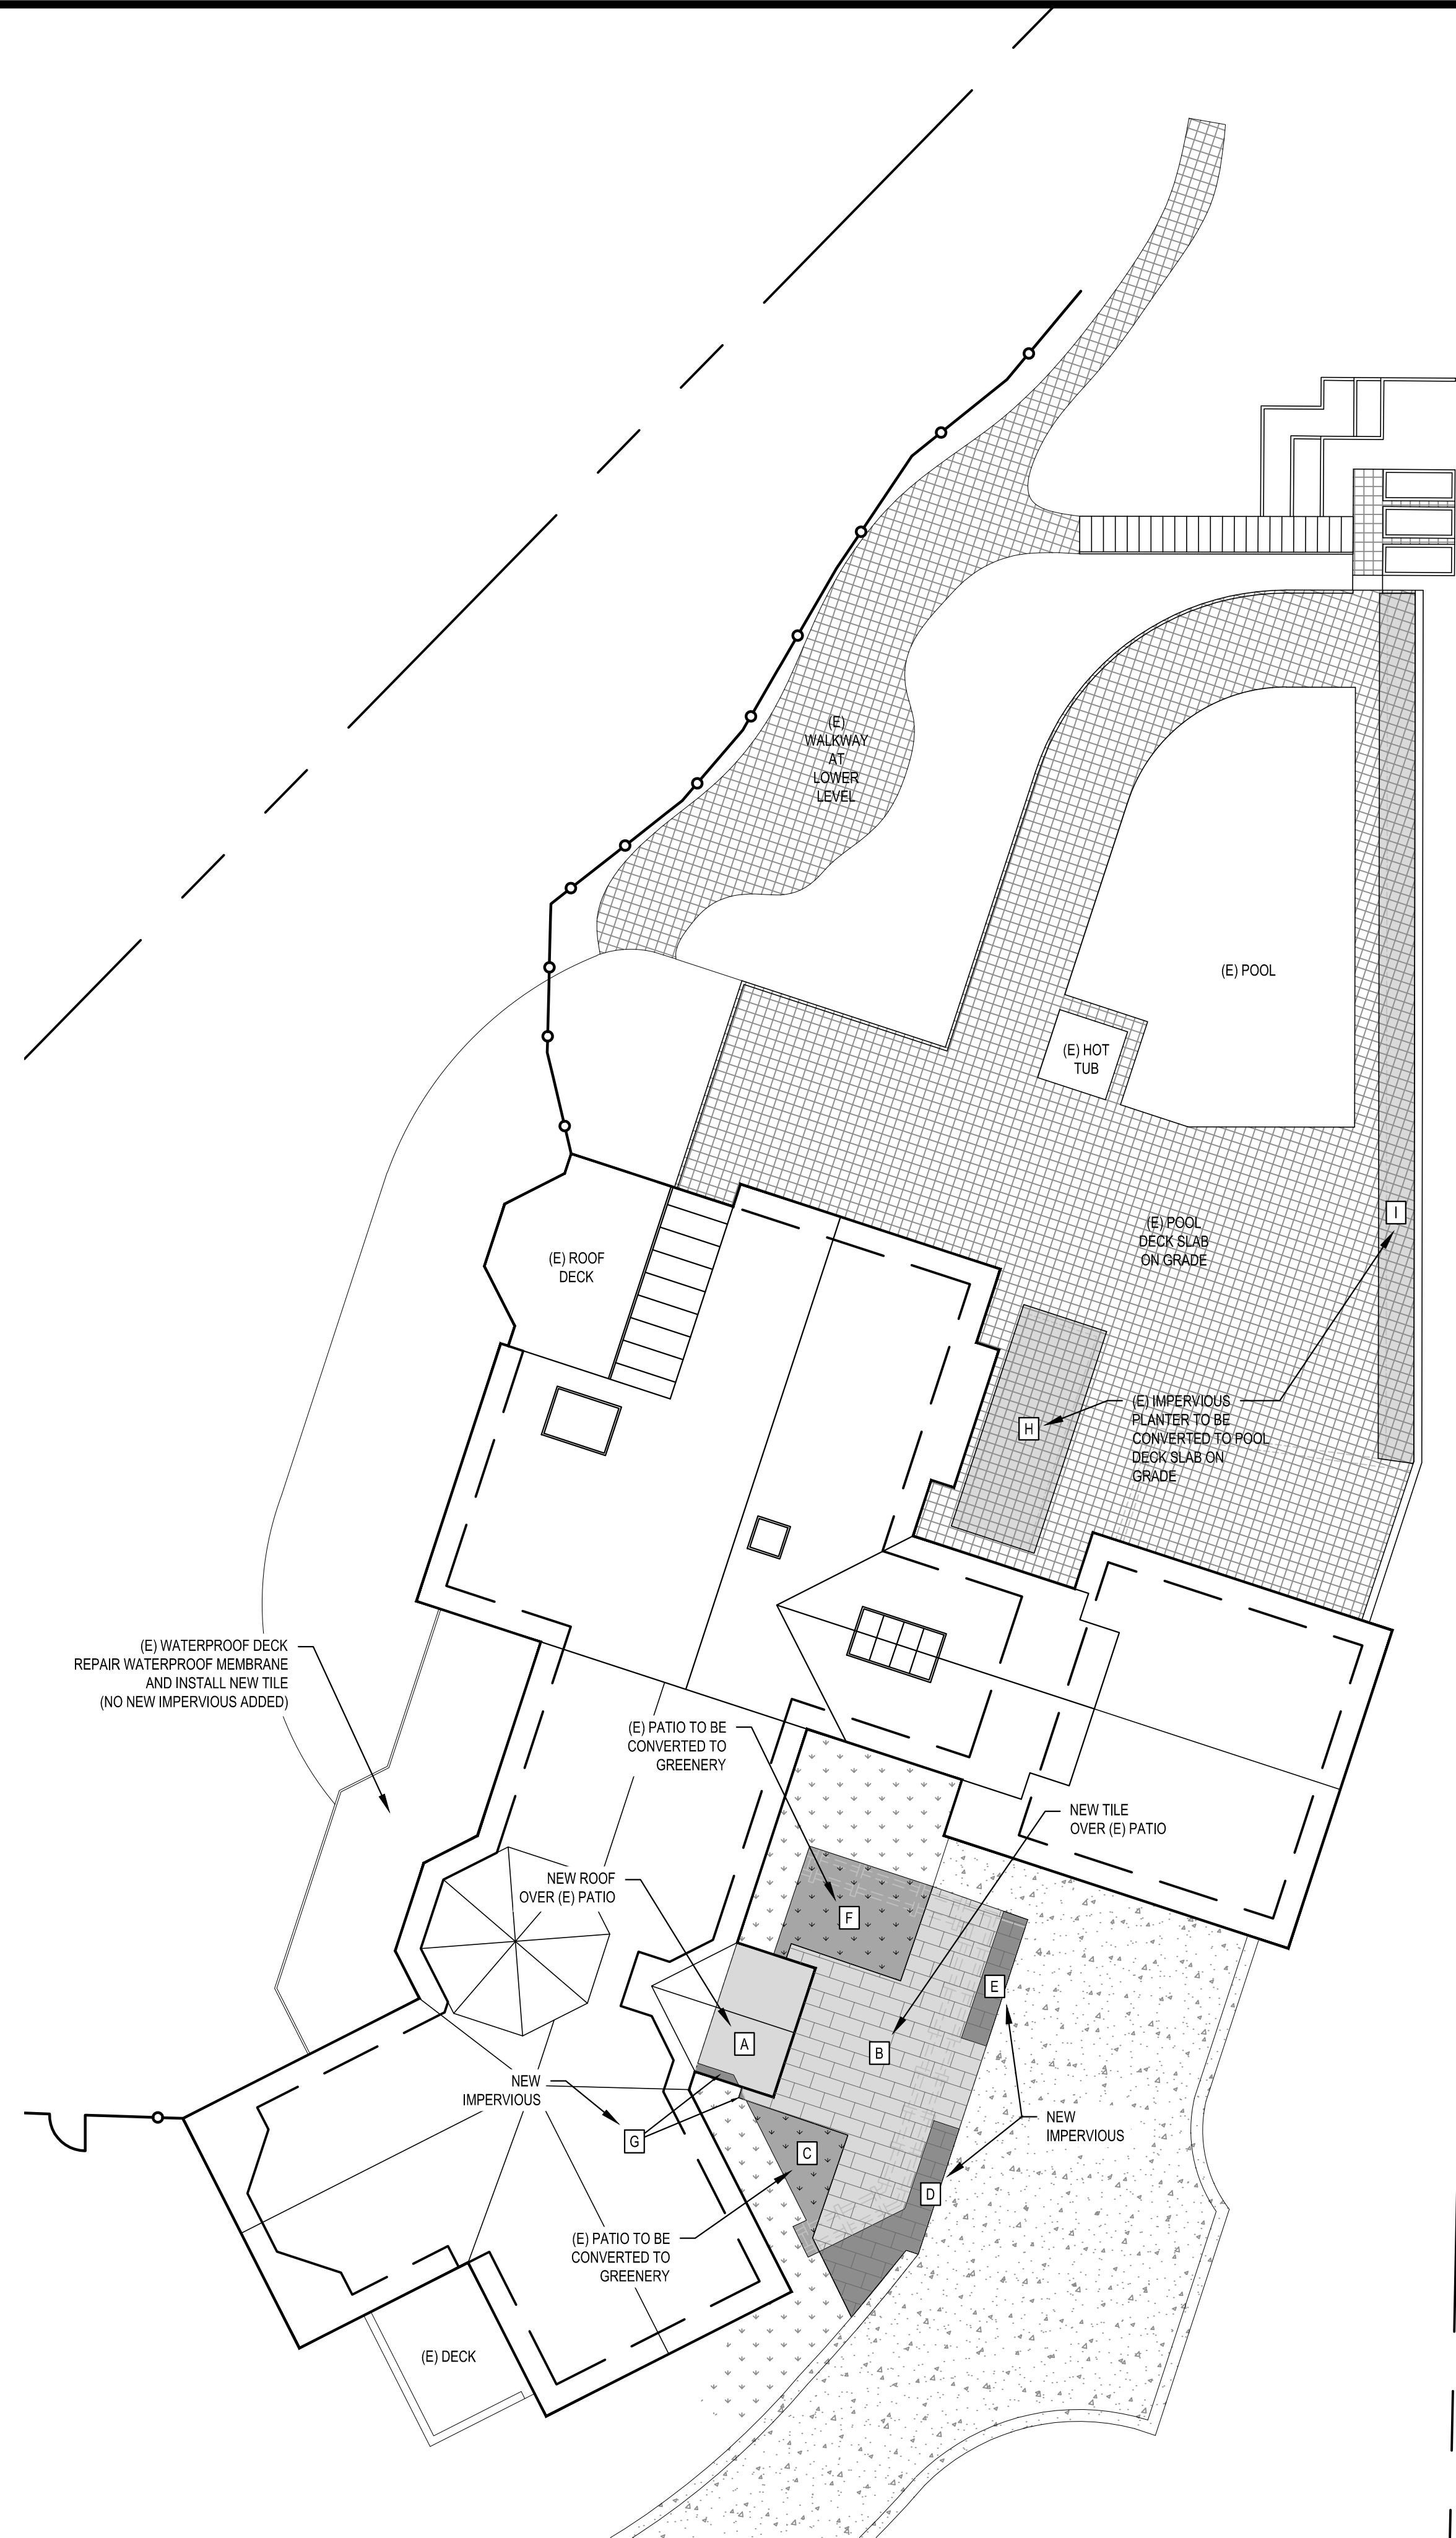 (E)
WALKWAY
AT
LOWER
LEVEL
(E) POOL
(E) HOT
TUB
I
(E) POOL
DECK SLAB
ON GRADE
(E) ROOF
DECK
(E) IMPERVIOUS
PLANTER TO BE
CONVERTED TO POOL
DECK SLAB ON
GRADE
H
(E) WATERPROOF DECK
REPAIR WATERPROOF MEMBRANE
AND INSTALL NEW TILE
(NO NEW IMPERVIOUS ADDED)
(E) PATIO TO BE
CONVERTED TO
GREENERY
NEW TILE
OVER (E) PATIO
NEW ROOF
OVER (E) PATIO
F
E
A
B
NEW
IMPERVIOUS
G
NEW
IMPERVIOUS
C
D
(E) PATIO TO BE
CONVERTED TO
GREENERY
(E) DECK